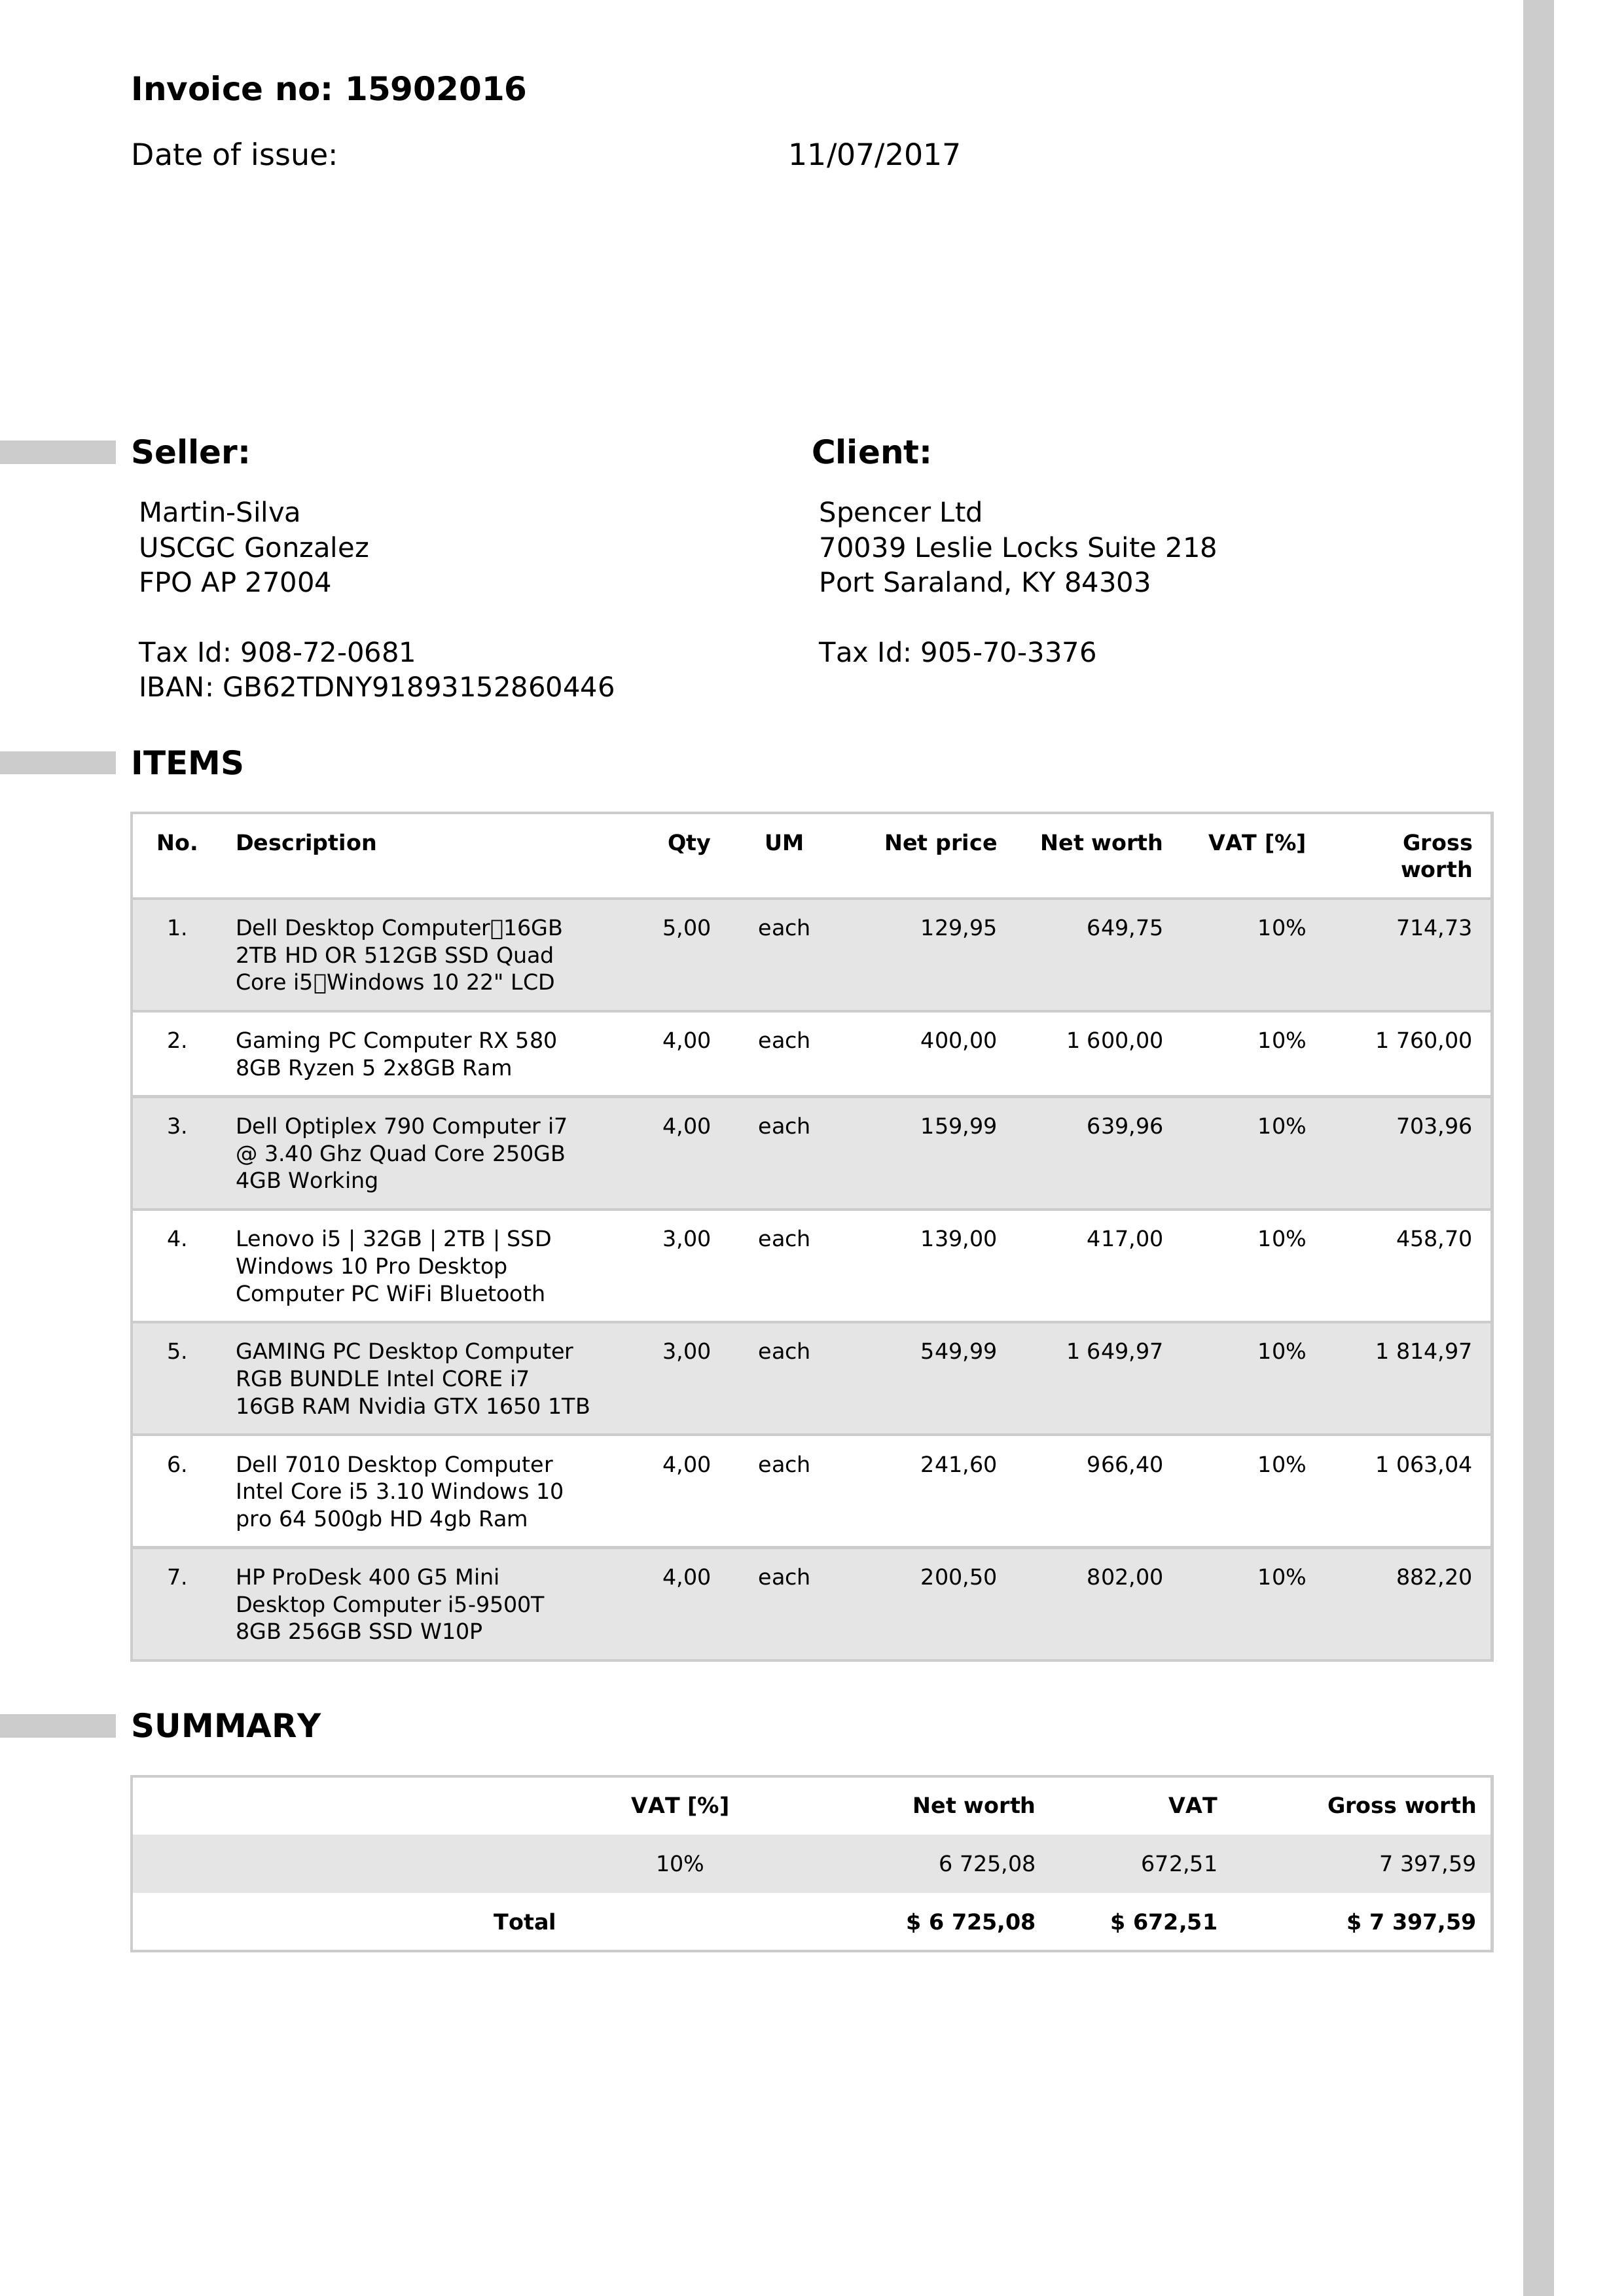 Invoice no: 15902016
Date of issue: 11/07/2017
Seller: Client:
Martin-Silva Spencer Ltd
USCGC Gonzalez 70039 Leslie Locks Suite 218
FPO AP 27004 Port Saraland, KY 84303
Tax Id: 908-72-0681 Tax Id: 905-70-3376
IBAN: GB62TDNY91893152860446
ITEMS
No. Description Qty UM Net price Net worth VAT [%] Gross
worth
1. Dell Desktop Computer▯16GB 5,00 each 129,95 649,75 10% 714,73
2TB HD OR 512GB SSD Quad
Core i5▯Windows 10 22" LCD
2. Gaming PC Computer RX 580 4,00 each 400,00 1 600,00 10% 1 760,00
8GB Ryzen 5 2x8GB Ram
3. Dell Optiplex 790 Computer i7 4,00 each 159,99 639,96 10% 703,96
@ 3.40 Ghz Quad Core 250GB
4GB Working
4. Lenovo i5 | 32GB | 2TB | SSD 3,00 each 139,00 417,00 10% 458,70
Windows 10 Pro Desktop
Computer PC WiFi Bluetooth
5. GAMING PC Desktop Computer 3,00 each 549,99 1 649,97 10% 1 814,97
RGB BUNDLE Intel CORE i7
16GB RAM Nvidia GTX 1650 1TB
6. Dell 7010 Desktop Computer 4,00 each 241,60 966,40 10% 1 063,04
Intel Core i5 3.10 Windows 10
pro 64 500gb HD 4gb Ram
7. HP ProDesk 400 G5 Mini 4,00 each 200,50 802,00 10% 882,20
Desktop Computer i5-9500T
8GB 256GB SSD W10P
SUMMARY
VAT [%] Net worth VAT Gross worth
10% 6 725,08 672,51 7 397,59
Total $ 6 725,08 $ 672,51 $ 7 397,59